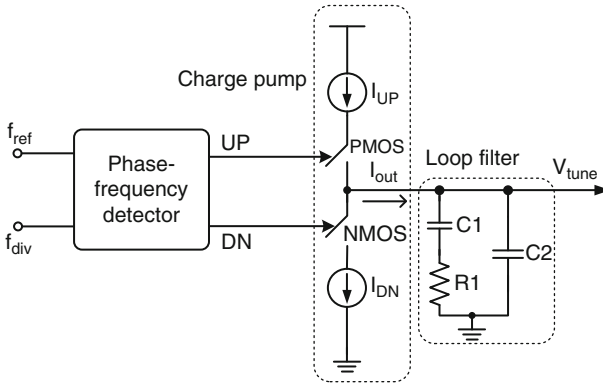 Charge pump
I_UP
f_ref
UP
PMOS
Phase-
frequency
detector
I_out
Loop filter
V_tune
f_div
DN
NMOS
C1
C2
R1
I_DN